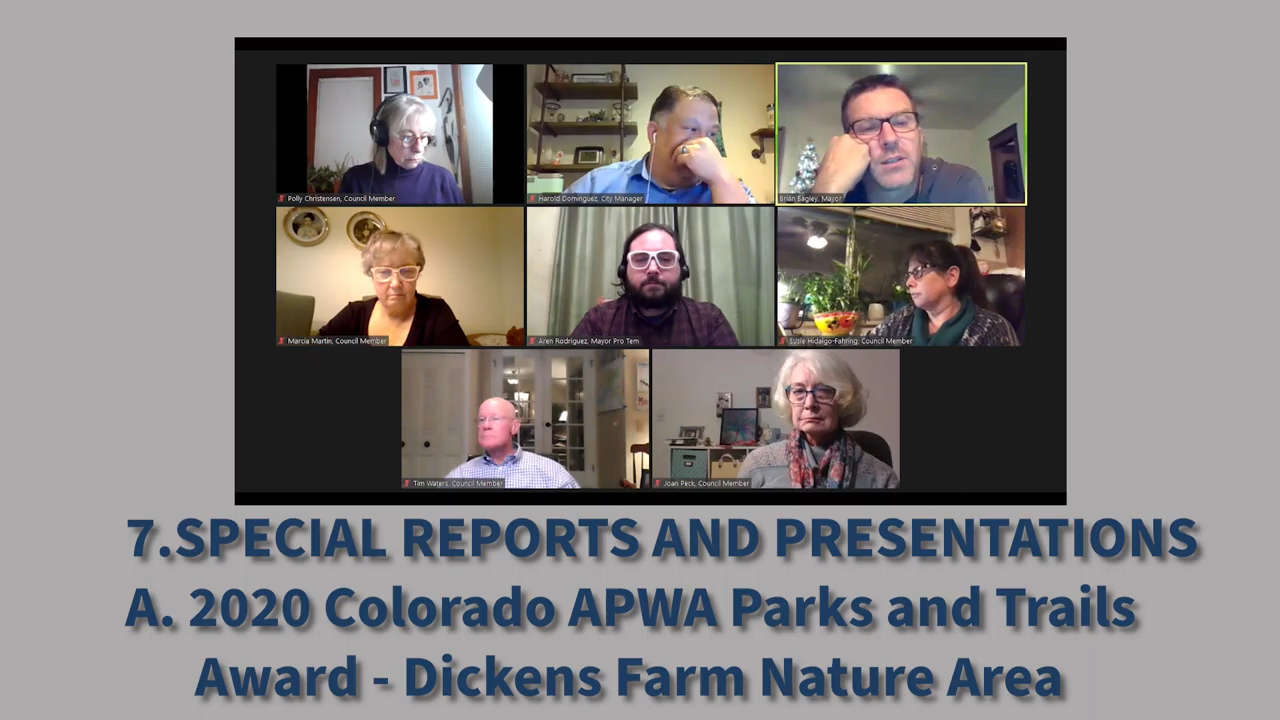 Polly Christensen, Council Member
Harold Dominguez, City Manager
Brian Bagley, Mayor
Marcia Martin, Council Member
Aren Rodriguez, Mayor Pro Tem
Susie Hidalgo-Fahring, Council Member
Tim Waters, Council Member
Joan Peck, Council Member
7.SPECIAL REPORTS AND PRESENTATIONS
A. 2020 Colorado APWA Parks and Trails
Award - Dickens Farm Nature Area